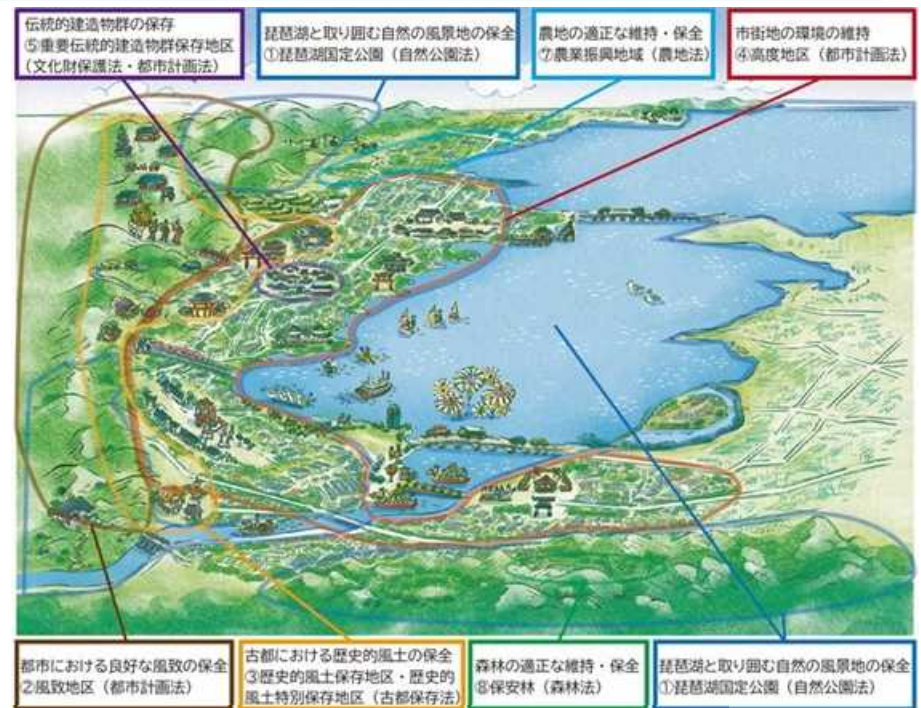 伝統的建造物群の保存
⑤重要伝統的建造物群保存地区
(文化財保護法・都市計画法)
琵琶湖と取り囲む自然の風景地の保全
①琵琶湖国定公園（自然公園法）
農地の適正な維持・保全
⑦農業振興地域（農地法）
市街地の環境の維持
④高度地区（都市計画法）
都市における良好な風致の保全
②風致地区（都市計画法）
古都における歴史的風土の保全
③歴史的風土保存地区・歴史的
風土特別保存地区（古都保存法）
森林の適正な維持・保全
⑧保安林（森林法）
琵琶湖と取り囲む自然の風景地の保全
①琵琶湖国定公園（自然公園法）